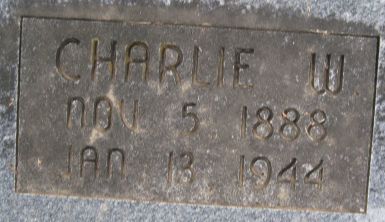 CHARLIE W.
NOV 5, 1888
JAN 13, 1944